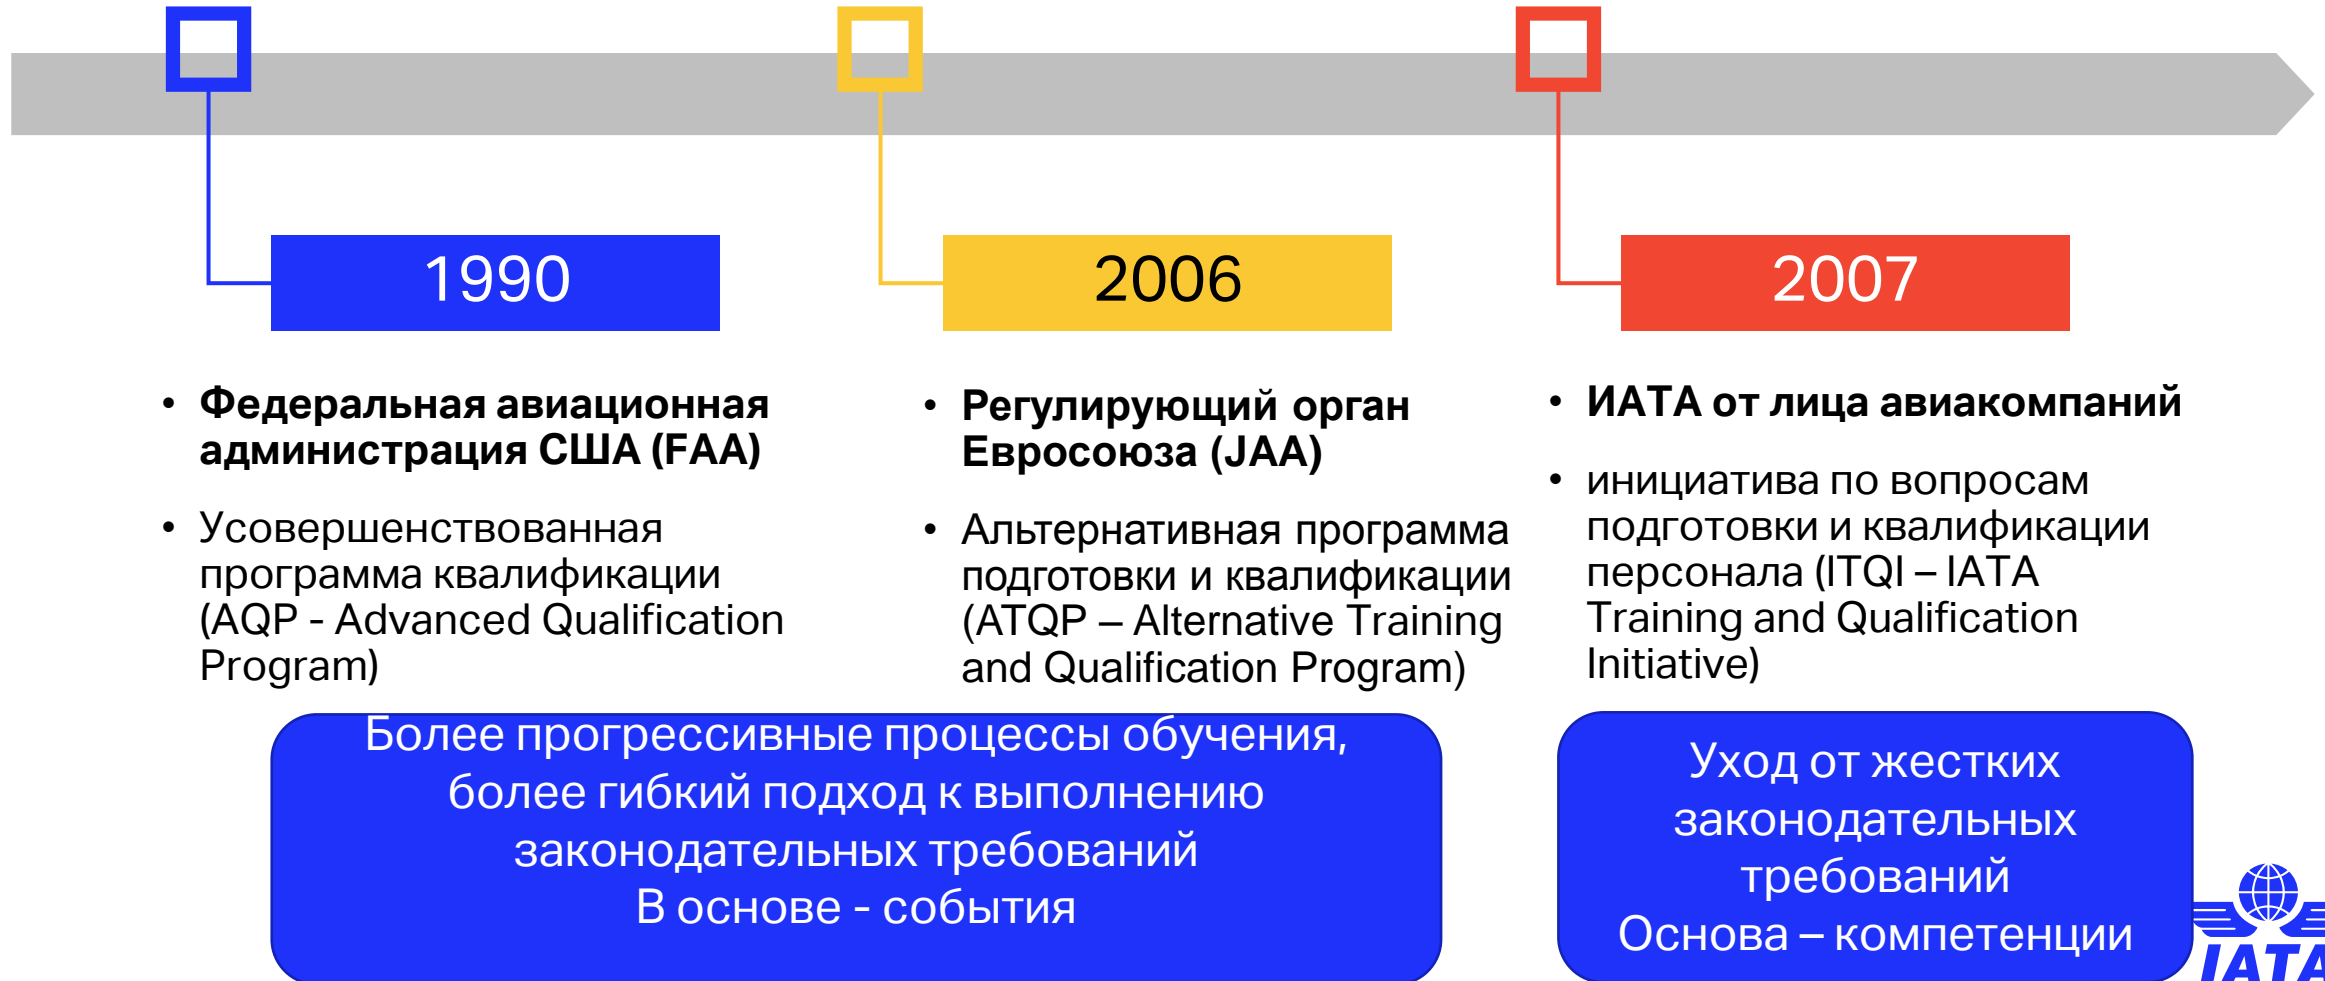 1990
• Федеральная авиационная
администрация США (FAA)
• Усовершенствованная
программа квалификации
(AQP - Advanced Qualification
Program)
2006
• Регулирующий орган
Евросоюза (JAA)
• Альтернативная программа
подготовки и квалификации
(ATQP – Alternative Training
and Qualification Program)
2007
• ИАТА от лица авиакомпаний
• инициатива по вопросам
подготовки и квалификации
персонала (ITQI – IATA
Training and Qualification
Initiative)
Более прогрессивные процессы обучения,
более гибкий подход к выполнению
законодательных требований
В основе - события
Уход от жестких
законодательных
требований
Основа – компетенции
IATA